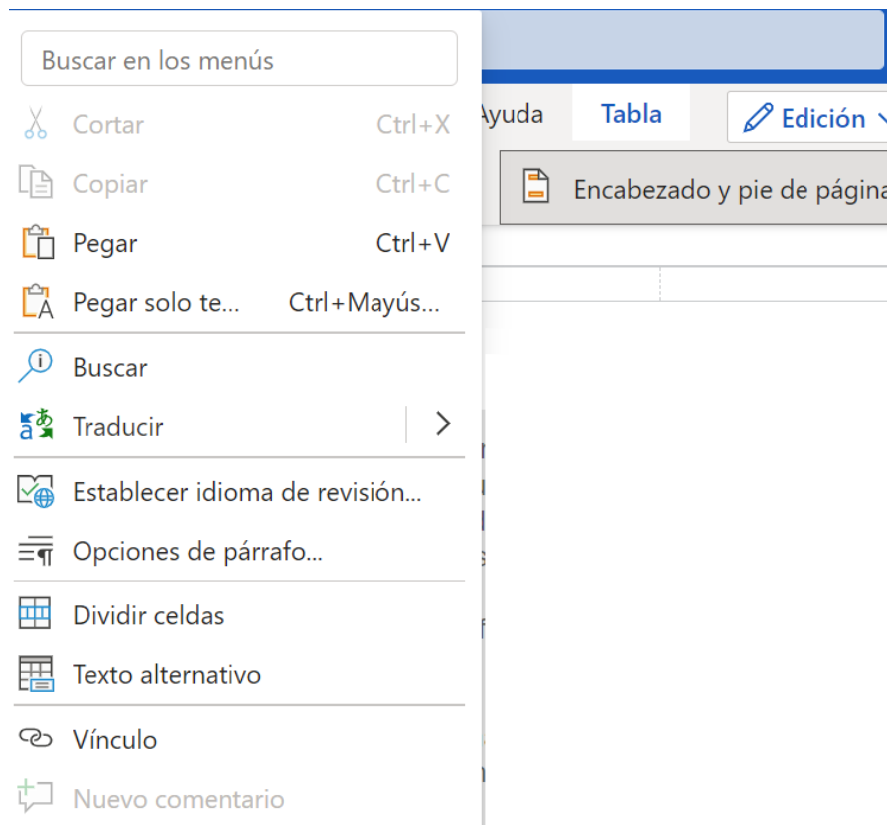 Buscar en los menús
Ayuda Tabla Edición
Cortar Ctrl+X
Copiar Ctrl+C
Encabezado y pie de página
Pegar Ctrl+V
Pegar solo te... Ctrl+Mayús...
Buscar
Traducir
Establecer idioma de revisión...
Opciones de párrafo...
Dividir celdas
Texto alternativo
Vínculo
Nuevo comentario